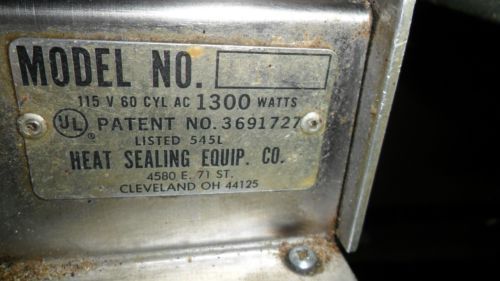 MODEL NO.
115 V 60 CYL AC 1300 WATTS
UL ® PATENT NO. 3691727
LISTED 545L
HEAT SEALING EQUIP. CO.
4580 E. 71 ST.
CLEVELAND OH 44125